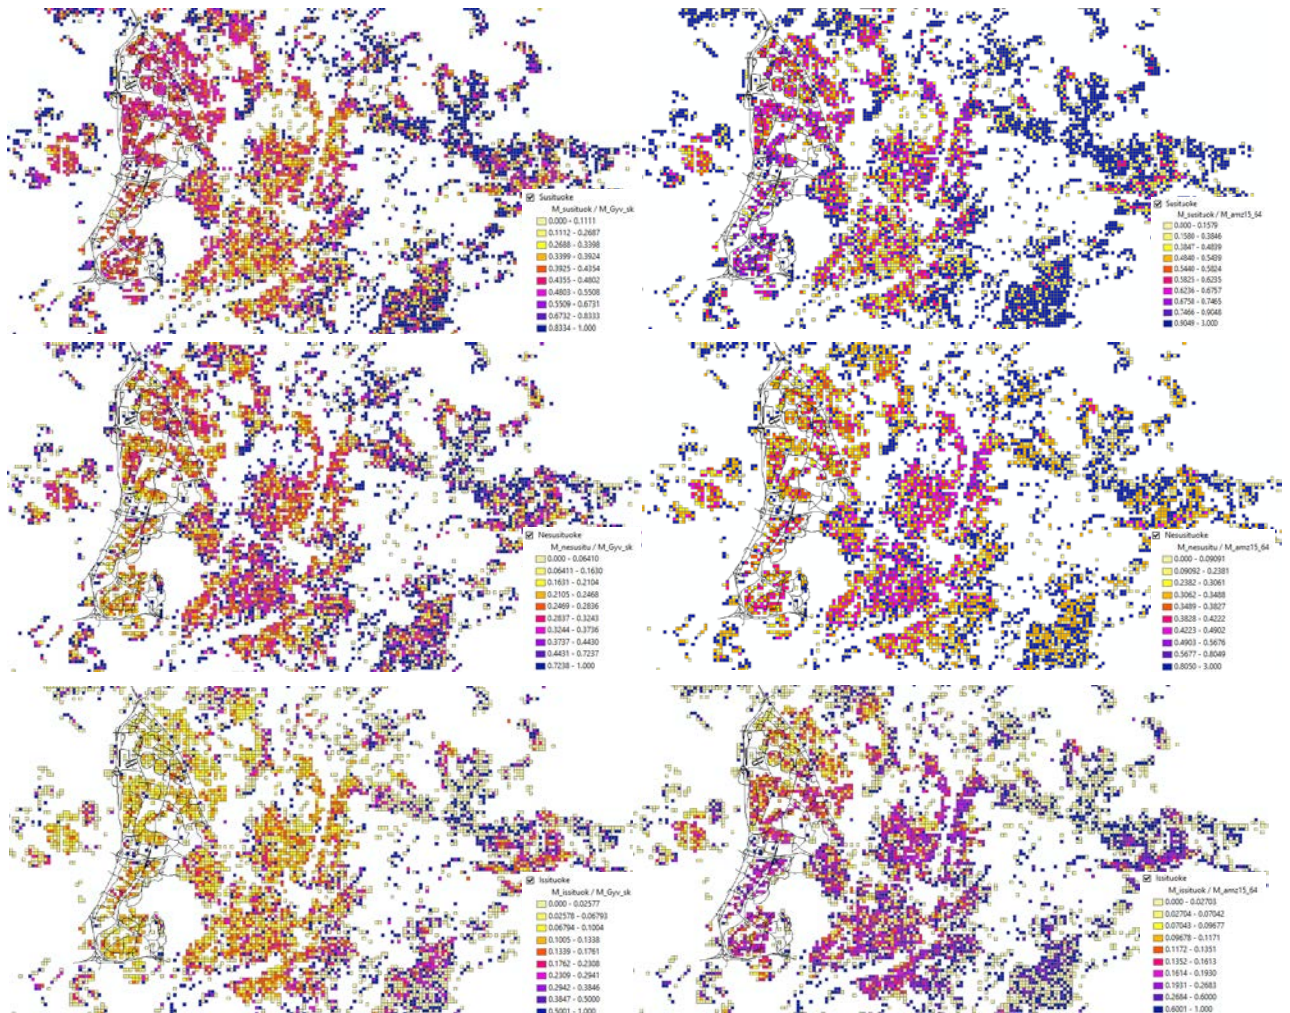 Susituoke
M_susituok / M_Gyv_sk
0.000 - 0.1111
0.1112 - 0.2687
0.2688 - 0.3398
0.3399 - 0.3924
0.3925 - 0.4354
0.4355 - 0.4802
0.4803 - 0.5508
0.5509 - 0.6731
0.6732 - 0.8333
0.8334 - 1.000
Susituoke
M_susituok / M_amz15_64
0.000 - 0.1579
0.1580 - 0.3846
0.3847 - 0.4839
0.4840 - 0.5439
0.5440 - 0.5824
0.5825 - 0.6235
0.6236 - 0.6757
0.6758 - 0.7465
0.7466 - 0.9048
0.9049 - 3.000
Nesusituoke
M_nesusitu / M_Gyv_sk
0.000 - 0.06410
0.06411 - 0.1630
0.1631 - 0.2104
0.2105 - 0.2468
0.2469 - 0.2836
0.2837 - 0.3243
0.3244 - 0.3736
0.3737 - 0.4430
0.4431 - 0.7237
0.7238 - 1.000
Nesusituoke
M_nesusitu / M_amz15_64
0.000 - 0.09091
0.09092 - 0.2381
0.2382 - 0.3061
0.3062 - 0.3488
0.3489 - 0.3827
0.3828 - 0.4222
0.4223 - 0.4902
0.4903 - 0.5676
0.5677 - 0.8049
0.8050 - 3.000
Issituoke
M_issituok / M_Gyv_sk
0.000 - 0.02577
0.02578 - 0.06793
0.06794 - 0.1004
0.1005 - 0.1338
0.1339 - 0.1761
0.1762 - 0.2308
0.2309 - 0.2941
0.2942 - 0.3846
0.3847 - 0.5000
0.5001 - 1.000
Issituoke
M_issituok / M_amz15_64
0.000 - 0.02703
0.02704 - 0.07042
0.07043 - 0.09677
0.09678 - 0.1171
0.1172 - 0.1351
0.1352 - 0.1613
0.1614 - 0.1930
0.1931 - 0.2683
0.2684 - 0.6000
0.6001 - 1.000